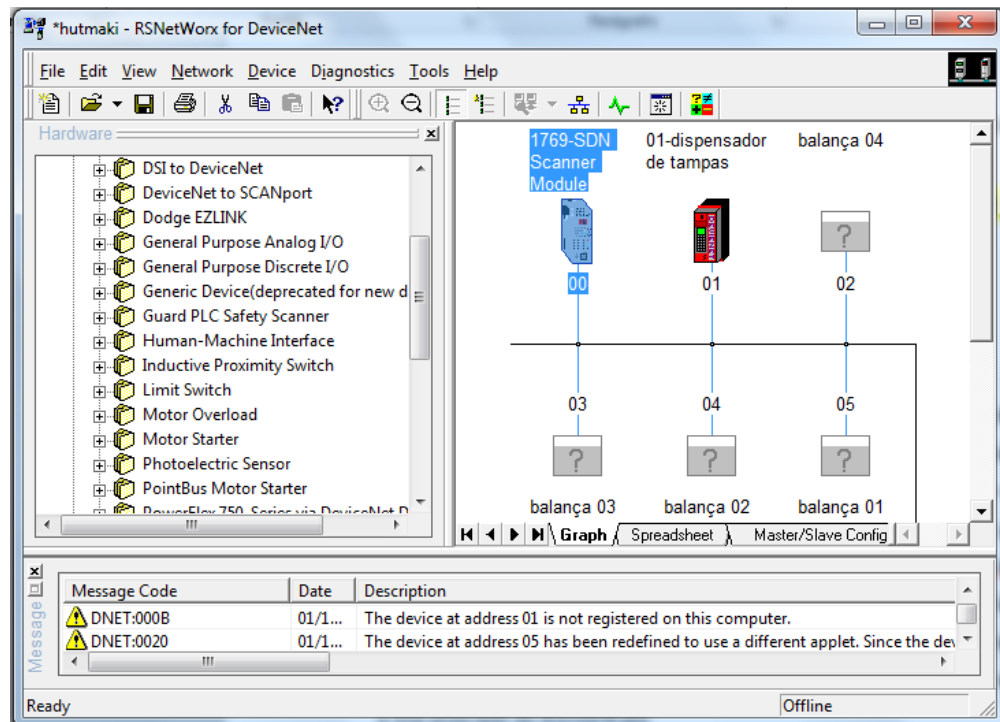 *hutmaki - RSNetWorx for DeviceNet
File Edit View Network Device Diagnostics Tools Help
Hardware
DSI to DeviceNet
DeviceNet to SCANport
Dodge EZLINK
General Purpose Analog I/O
General Purpose Discrete I/O
Generic Device(deprecated for new d
Guard PLC Safety Scanner
Human-Machine Interface
Inductive Proximity Switch
Limit Switch
Motor Overload
Motor Starter
Photoelectric Sensor
PointBus Motor Starter
PowerFlex 750-Series via DeviceNet D
1769-SDN
Scanner
Module
01-dispensador
de tampas
balança 04
00
01
02
03
04
05
balança 03
balança 02
balança 01
Graph Spreadsheet Master/Slave Config
Message
Message Code Date Description
DNET:000B 01/1... The device at address 01 is not registered on this computer.
DNET:0020 01/1... The device at address 05 has been redefined to use a different applet. Since the dev
Ready Offline